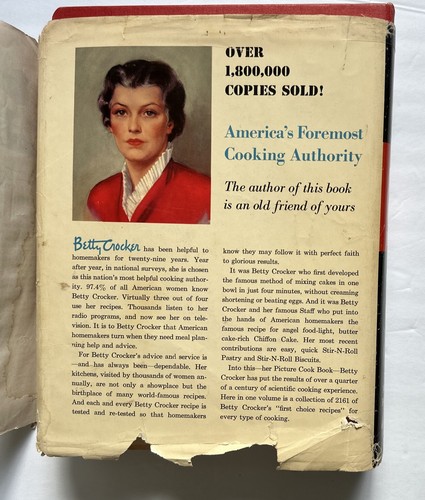 OVER
1,800,000
COPIES SOLD!
America's Foremost
Cooking Authority
The author of this book
is an old friend of yours
Betty Crocker has been helpful to
homemakers for twenty-nine years. Year
after year, in national surveys, she is chosen
as this nation's most helpful cooking author-
ity. 97.4% of all American women know
Betty Crocker. Virtually three out of four
use her recipes. Thousands listen to her
radio programs, and now see her on tele-
vision. It is to Betty Crocker that American
homemakers turn when they need meal plan-
ning help and advice.
For Betty Crocker's advice and service is
—and has always been—dependable. Her
kitchens, visited by thousands of women an-
nually, are not only a showplace but the
birthplace of many world-famous recipes.
And each and every Betty Crocker recipe is
tested and re-tested so that homemakers
know they may follow it with perfect faith
to glorious results.
It was Betty Crocker who first developed
the famous method of mixing cakes in one
bowl in just four minutes, without creaming
shortening or beating eggs. And it was Betty
Crocker and her famous Staff who put into
the hands of American homemakers the
famous recipe for angel food-light, butter
cake-rich Chiffon Cake. Her most recent
contributions are easy, quick Stir-N-Roll
Pastry and Stir-N-Roll Biscuits.
Into this—her Picture Cook Book—Betty
Crocker has put the results of over a quarter
of a century of scientific cooking experience.
Here in one volume is a collection of 2161 of
Betty Crocker's "first choice recipes" for
every type of cooking.